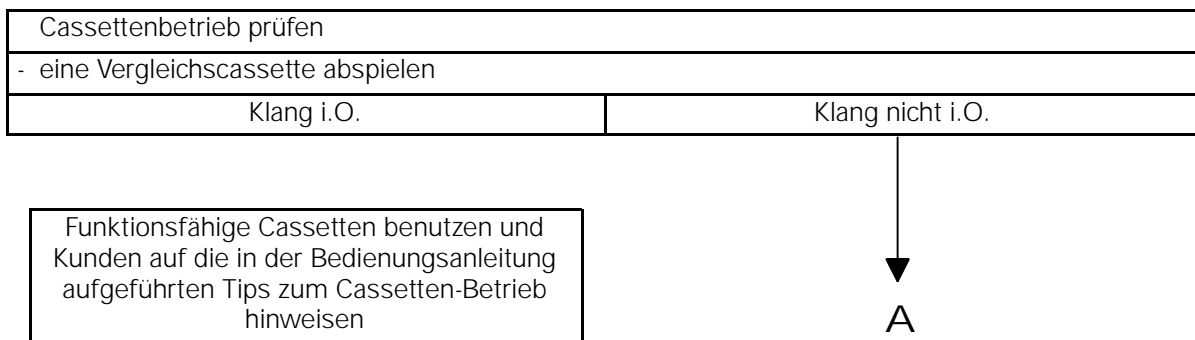 Cassettenbetrieb prüfen
- eine Vergleichscassette abspielen
Klang i.O.
Klang nicht i.O.
Funktionsfähige Cassetten benutzen und
Kunden auf die in der Bedienungsanleitung
aufgeführten Tips zum Cassetten-Betrieb
hinweisen
A